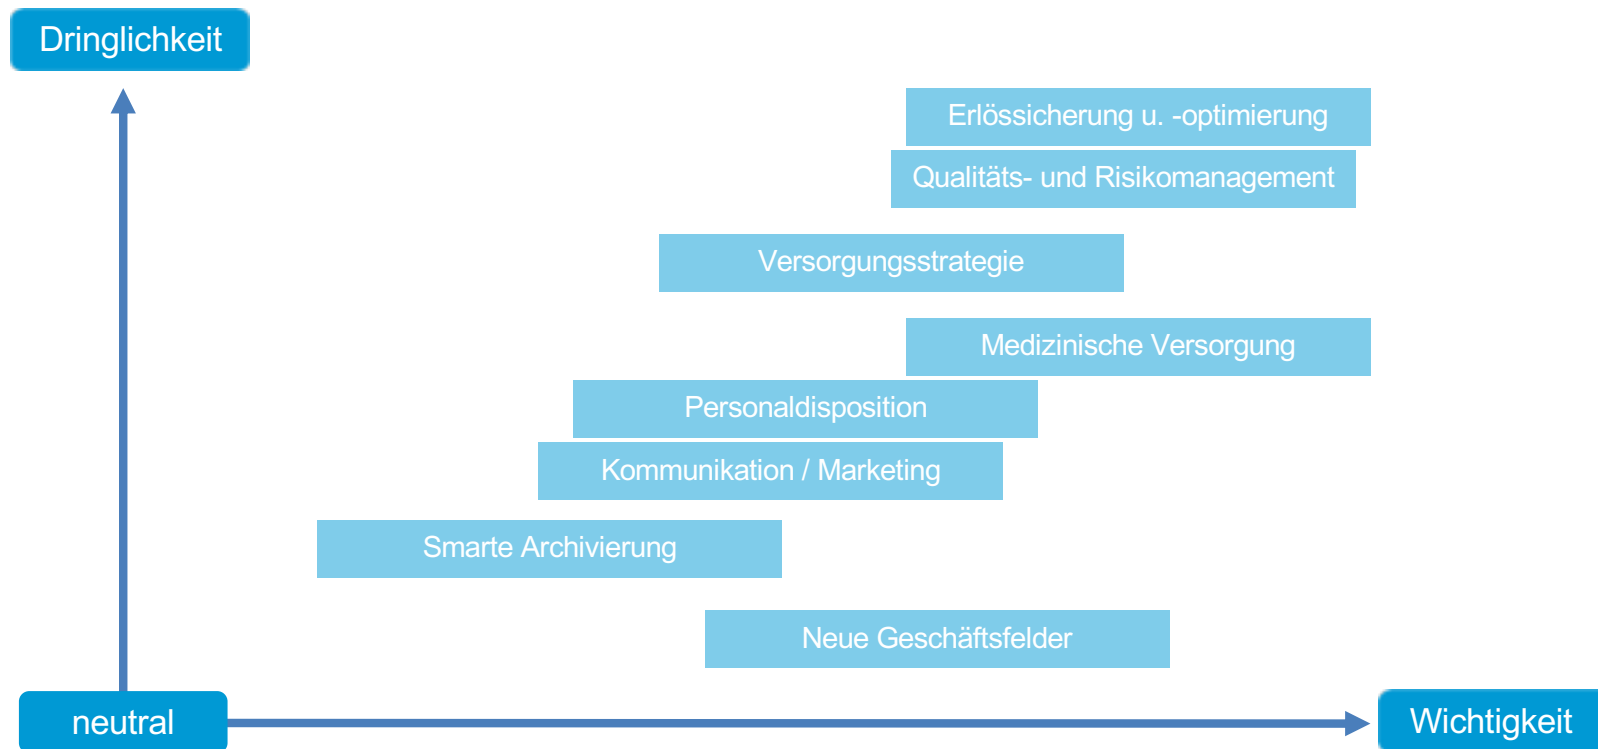 Dringlichkeit
Erlössicherung u. -optimierung
Qualitäts- und Risikomanagement
Versorgungsstrategie
Medizinische Versorgung
Personaldisposition
Kommunikation / Marketing
Smarte Archivierung
Neue Geschäftsfelder
neutral
Wichtigkeit